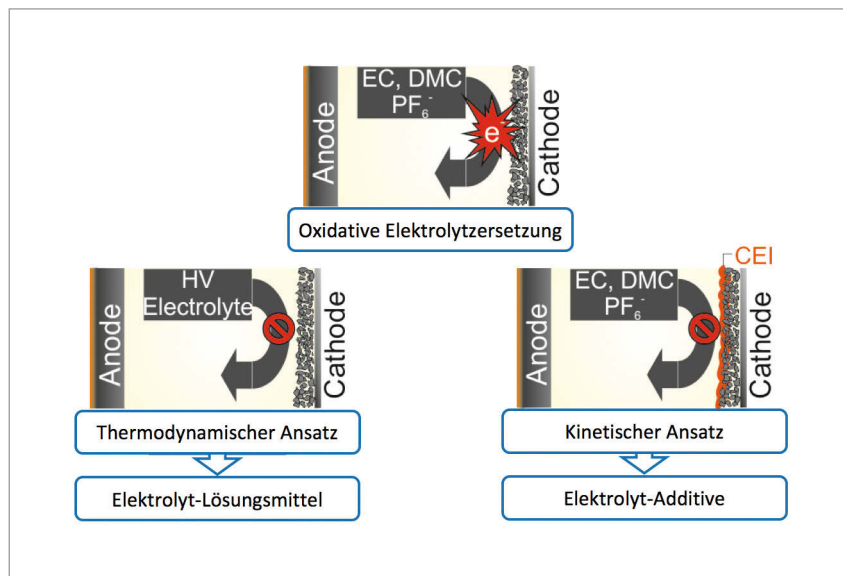 Anode
EC, DMC
PF₆⁻
e⁻
Cathode
Oxidative Elektrolytzersetzung
Anode
HV
Electrolyte
Cathode
Thermodynamischer Ansatz
Elektrolyt-Lösungsmittel
CEI
Anode
EC, DMC
PF₆⁻
Cathode
Kinetischer Ansatz
Elektrolyt-Additive